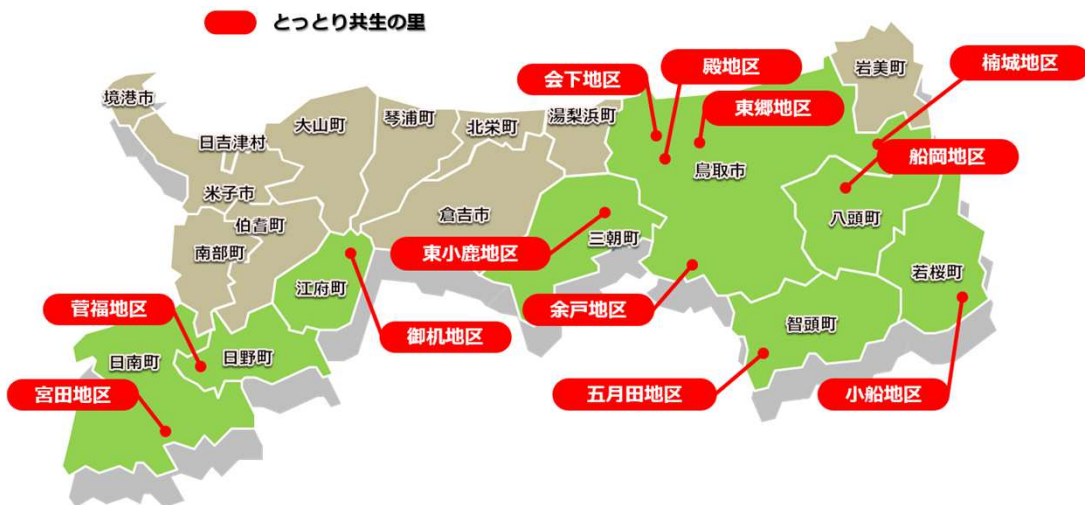 とっとり共生の里
岩美町
殿地区
楠城地区
会下地区
境港市
東郷地区
大山町
琴浦町
北栄町
湯梨浜町
日吉津村
船岡地区
鳥取市
米子市
倉吉市
八頭町
伯耆町
三朝町
南部町
東小鹿地区
若桜町
江府町
菅福地区
余戸地区
智頭町
御机地区
日南町
日野町
宮田地区
五月田地区
小船地区